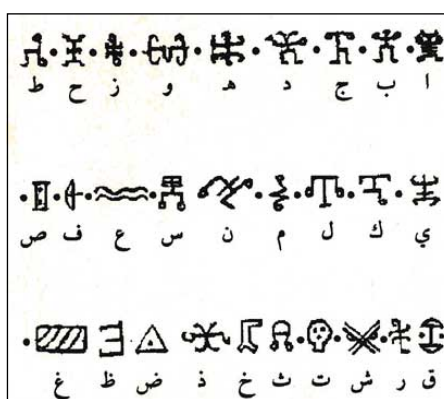 ا ب ج د ه و ز ح ط
ي ك ل م ن س ع ف ص
ق ر ش ت ث خ ذ ض ظ غ